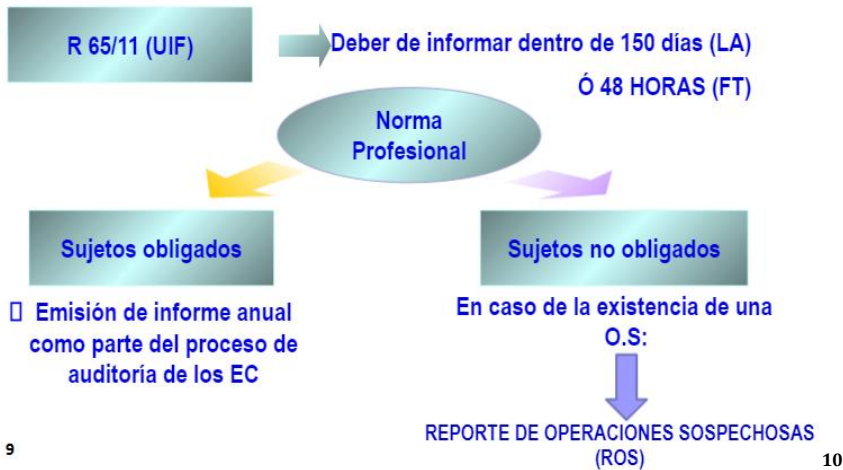 R 65/11 (UIF)
Deber de informar dentro de 150 días (LA)
Ó 48 HORAS (FT)
Norma
Profesional
Sujetos obligados
Emisión de informe anual
como parte del proceso de
auditoría de los EC
Sujetos no obligados
En caso de la existencia de una
O.S:
REPORTE DE OPERACIONES SOSPECHOSAS
(ROS)
9
10